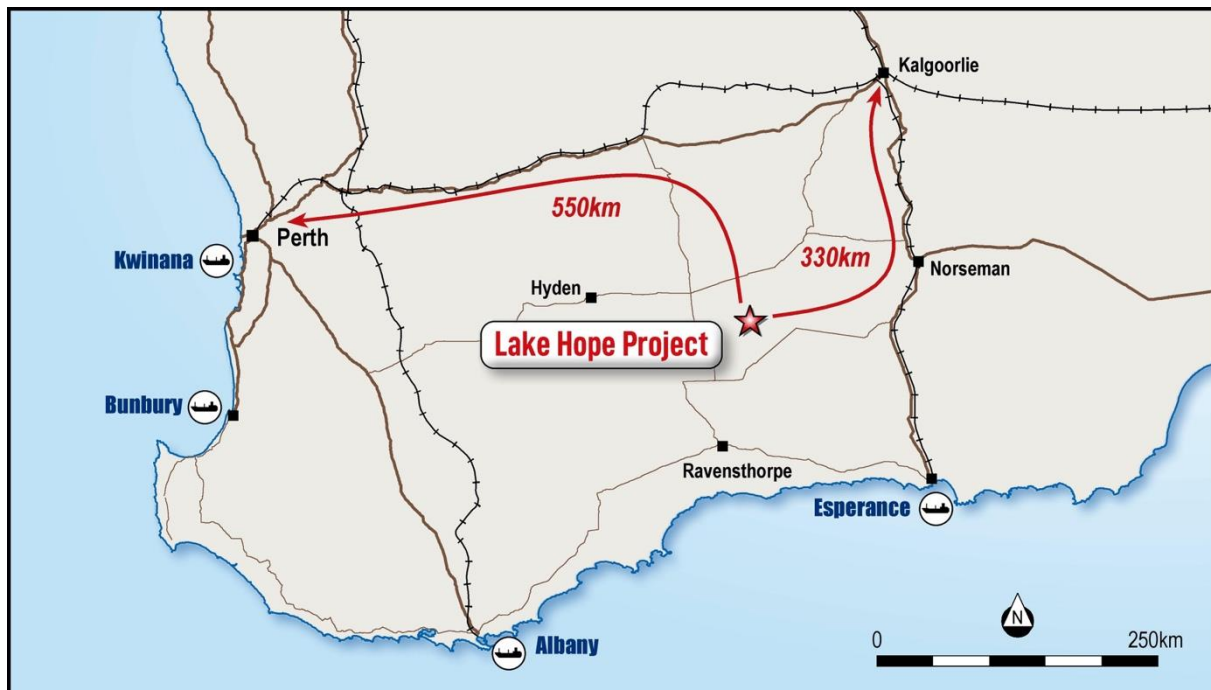 Kalgoorlie
550km
Perth
Kwinana
330km
Norseman
Hyden
Lake Hope Project
Bunbury
Ravensthorpe
Esperance
Albany
N
0
250km